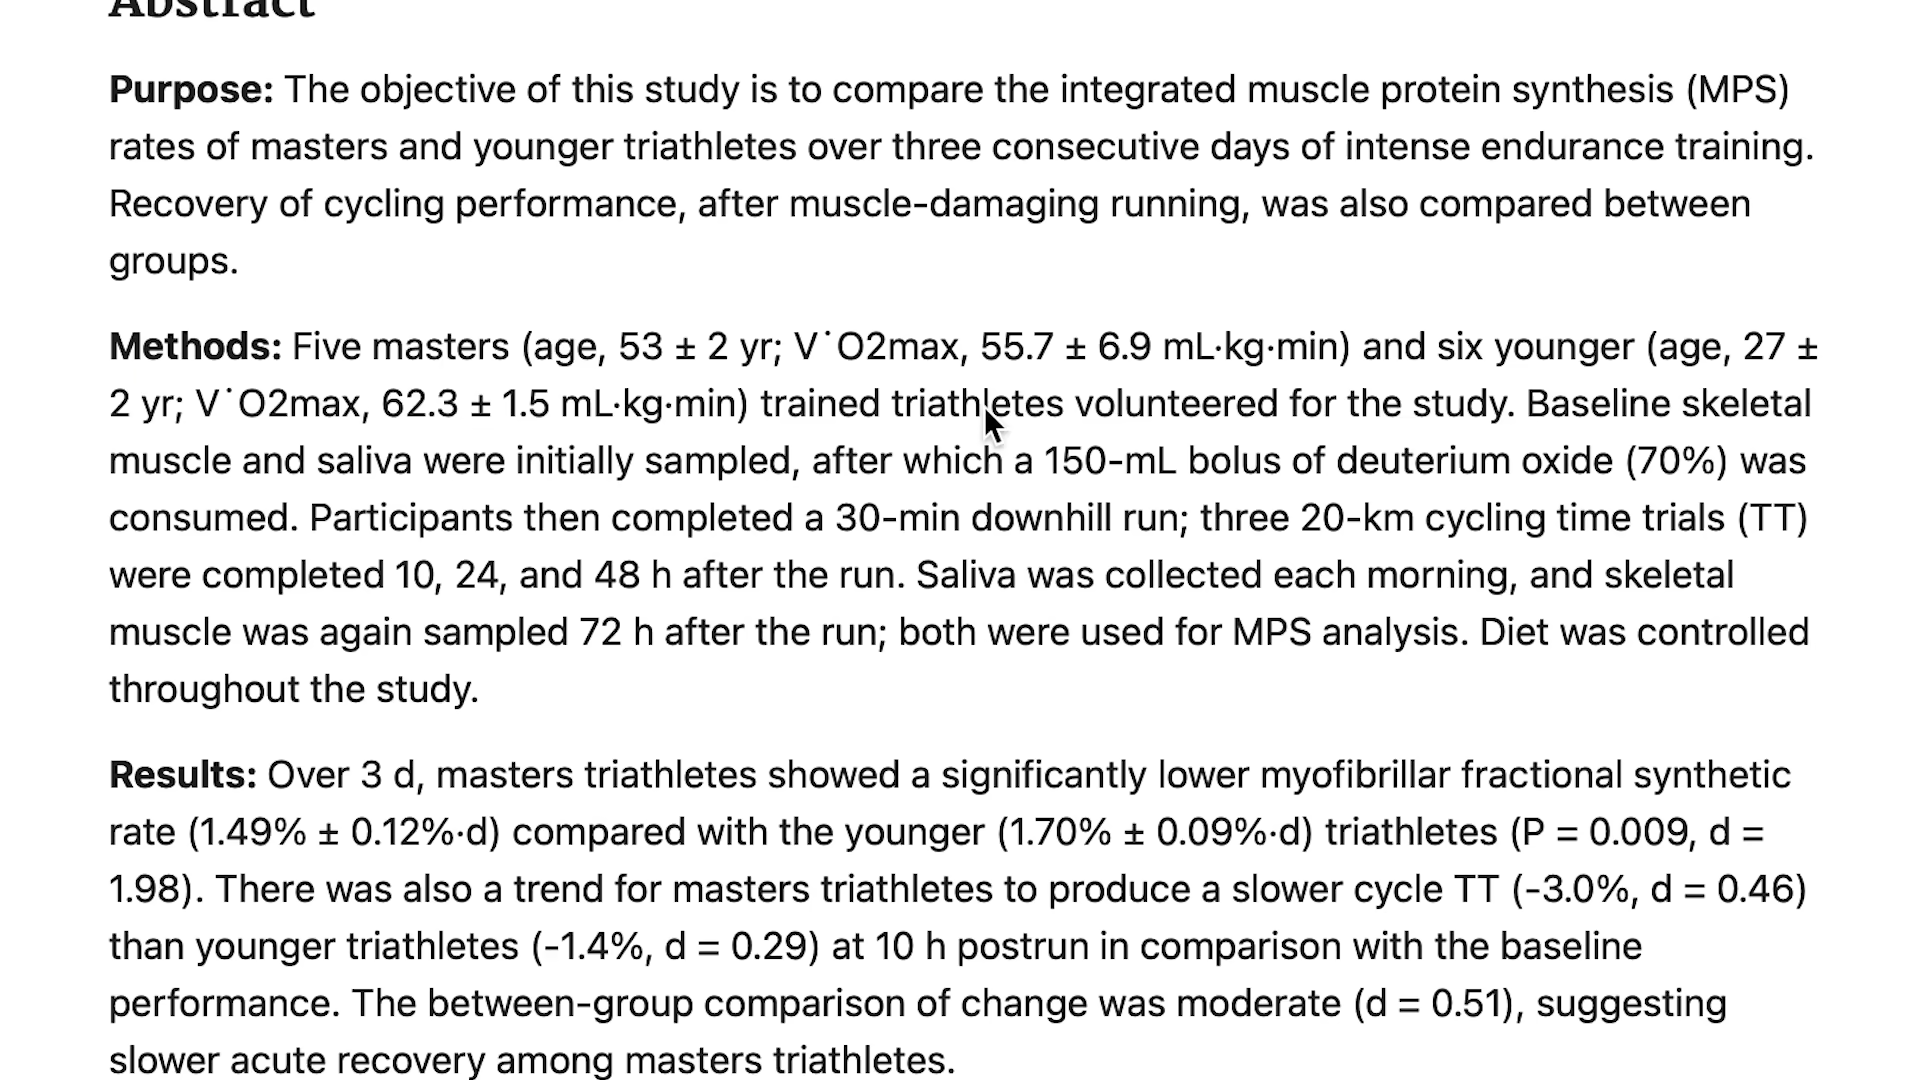 Abstract
Purpose: The objective of this study is to compare the integrated muscle protein synthesis (MPS)
rates of masters and younger triathletes over three consecutive days of intense endurance training.
Recovery of cycling performance, after muscle-damaging running, was also compared between
groups.
Methods: Five masters (age, 53 ± 2 yr; V˙O2max, 55.7 ± 6.9 mL·kg·min) and six younger (age, 27 ±
2 yr; V˙O2max, 62.3 ± 1.5 mL·kg·min) trained triathletes volunteered for the study. Baseline skeletal
muscle and saliva were initially sampled, after which a 150-mL bolus of deuterium oxide (70%) was
consumed. Participants then completed a 30-min downhill run; three 20-km cycling time trials (TT)
were completed 10, 24, and 48 h after the run. Saliva was collected each morning, and skeletal
muscle was again sampled 72 h after the run; both were used for MPS analysis. Diet was controlled
throughout the study.
Results: Over 3 d, masters triathletes showed a significantly lower myofibrillar fractional synthetic
rate (1.49% ± 0.12%·d) compared with the younger (1.70% ± 0.09%·d) triathletes (P = 0.009, d =
1.98). There was also a trend for masters triathletes to produce a slower cycle TT (-3.0%, d = 0.46)
than younger triathletes (-1.4%, d = 0.29) at 10 h postrun in comparison with the baseline
performance. The between-group comparison of change was moderate (d = 0.51), suggesting
slower acute recovery among masters triathletes.